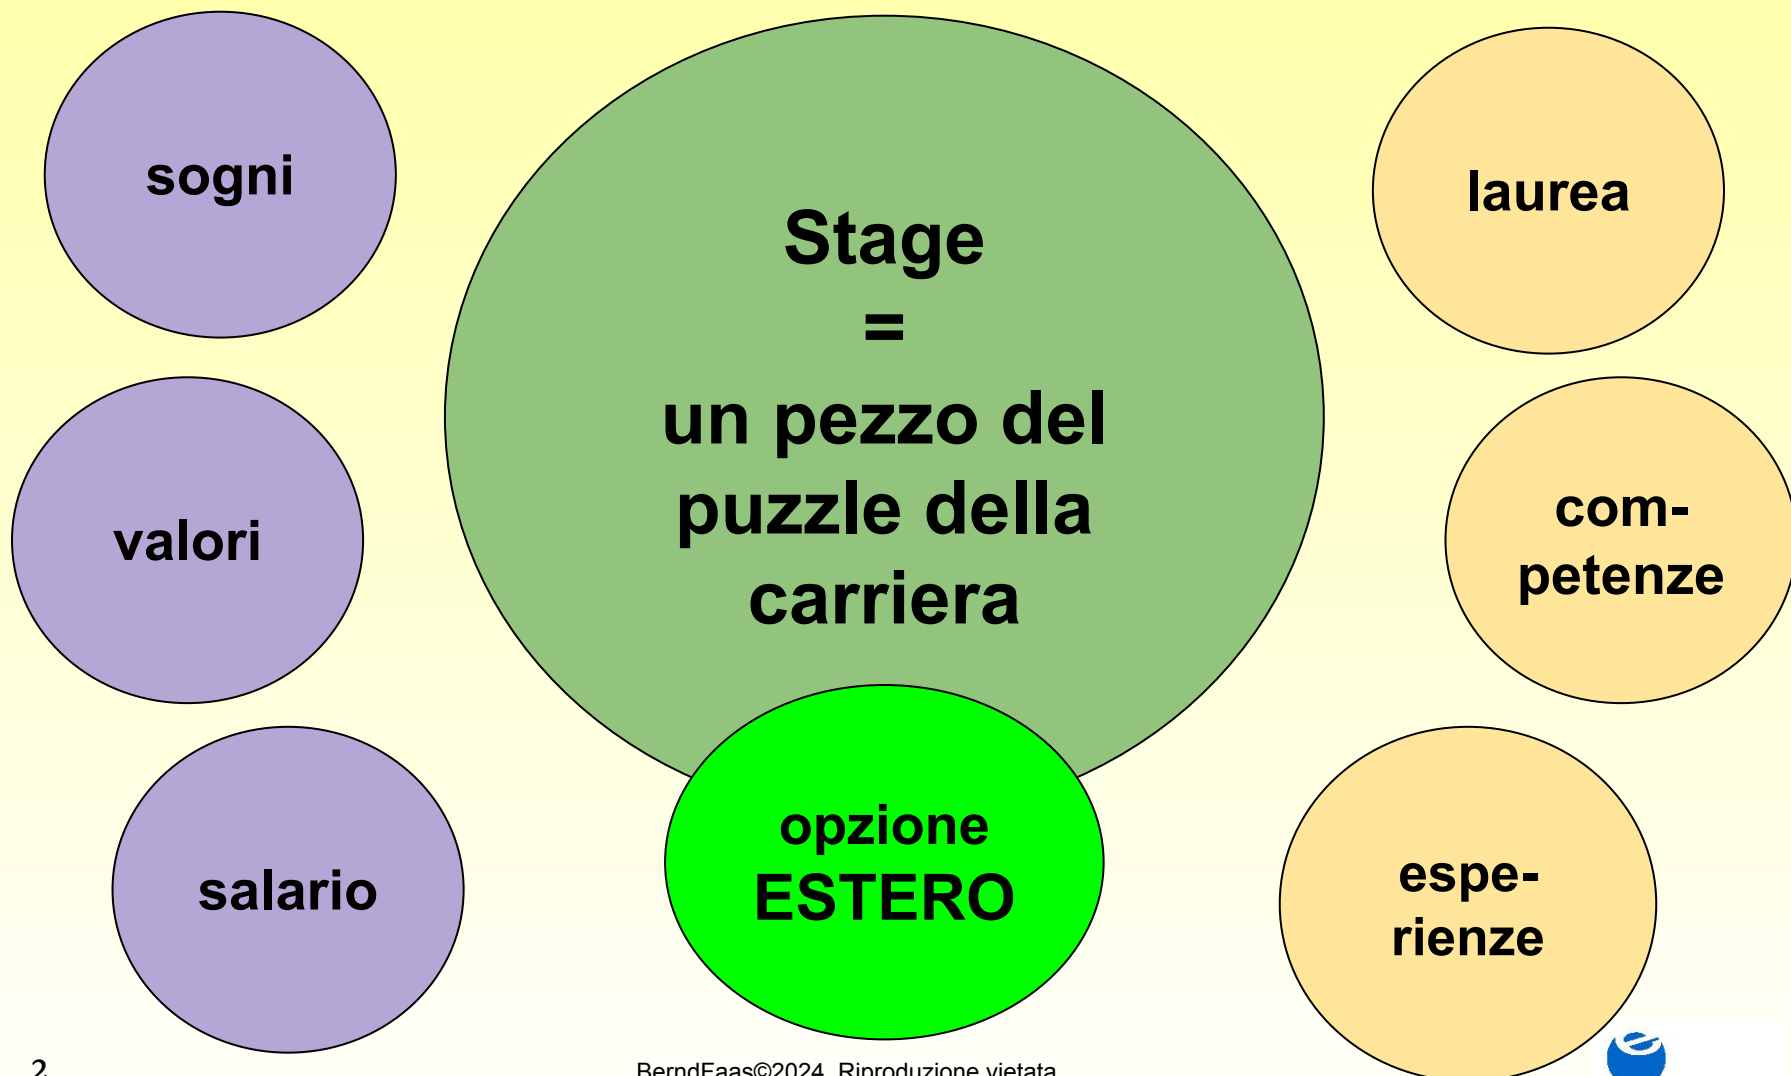 sogni
valori
salario
Stage
=
un pezzo del
puzzle della
carriera
opzione
ESTERO
laurea
com-
petenze
espe-
rienze
2
BerndFaas©2024 Riproduzione vietata